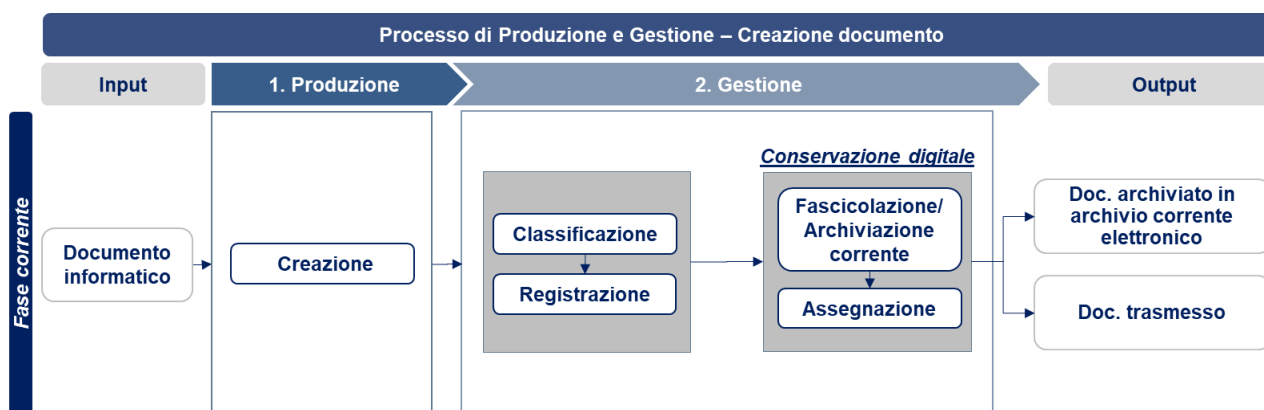 Processo di Produzione e Gestione – Creazione documento
Input
1. Produzione
2. Gestione
Output
Fase corrente
Documento
informatico
Creazione
Classificazione
Registrazione
Conservazione digitale
Fascicolazione/
Archiviazione
corrente
Assegnazione
Doc. archiviato in
archivio corrente
elettronico
Doc. trasmesso